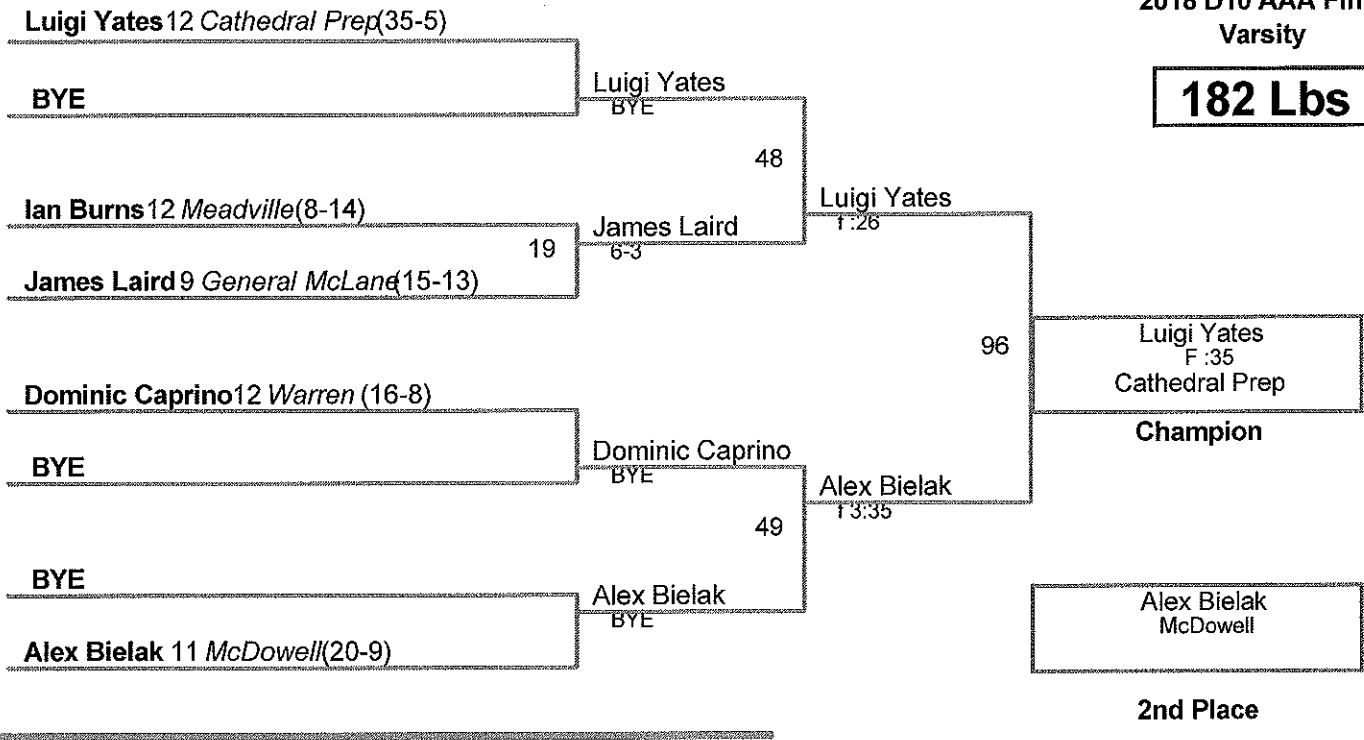 2018 D10 AAA
Varsity
182 Lbs
Luigi Yates 12 Cathedral Prep(35-5)
BYE
Luigi Yates
BYE
48
Ian Burns 12 Meadville(8-14)
19
James Laird
6-3
James Laird 9 General McLane(15-13)
Luigi Yates
f :26
96
Luigi Yates
F :35
Cathedral Prep
Champion
Dominic Caprino 12 Warren (16-8)
BYE
Dominic Caprino
BYE
49
Alex Bielak
f 3:35
BYE
Alex Bielak
BYE
Alex Bielak 11 McDowell(20-9)
Alex Bielak
McDowell
2nd Place